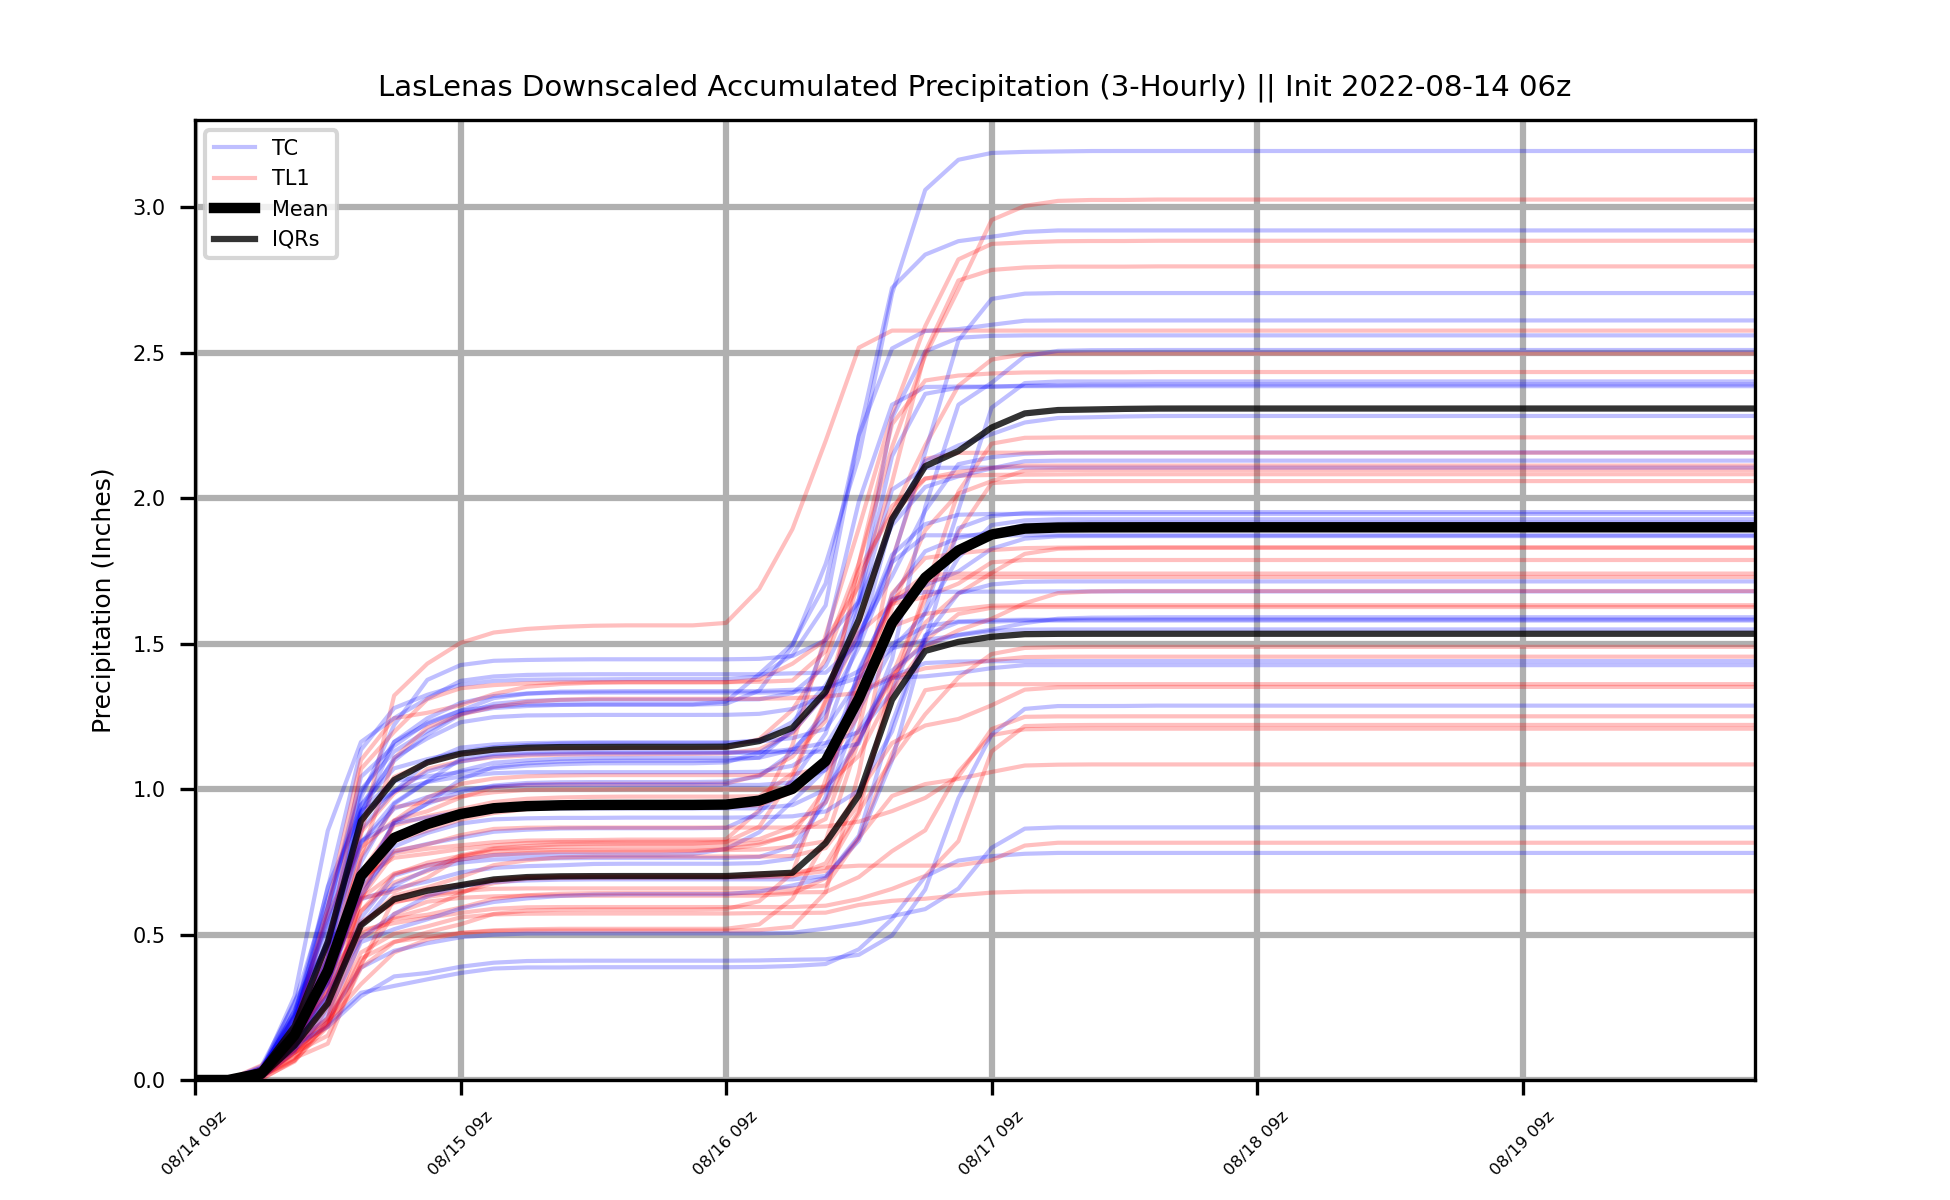 LasLenas Downscaled Accumulated Precipitation (3-Hourly) || Init 2022-08-14 06z
TC
TL1
Mean
IQRs
Precipitation (Inches)
3.0
2.5
2.0
1.5
1.0
0.5
0.0
08/14 09z
08/15 09z
08/16 09z
08/17 09z
08/18 09z
08/19 09z